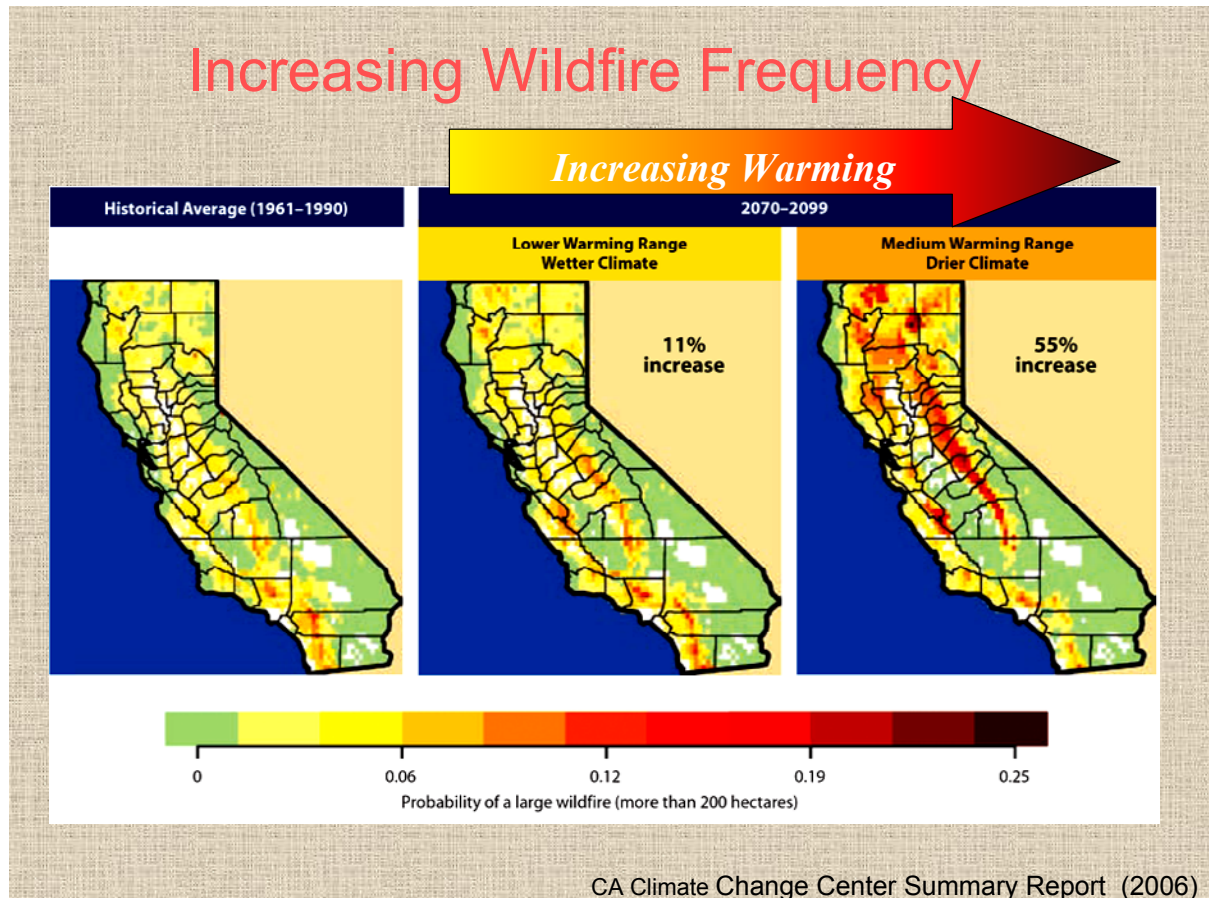 Increasing Wildfire Frequency
Increasing Warming
Historical Average (1961–1990)
2070–2099
Lower Warming Range
Wetter Climate
Medium Warming Range
Drier Climate
11%
increase
55%
increase
0
0.06
0.12
0.19
0.25
Probability of a large wildfire (more than 200 hectares)
CA Climate Change Center Summary Report (2006)